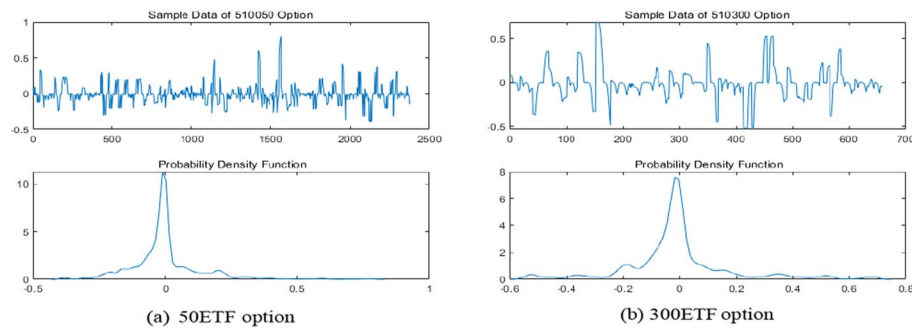 Sample Data of 510050 Option
1
0.5
0
-0.5
0 500 1000 1500 2000 2500
Probability Density Function
10
5
0
-0.5 0 0.5 1
(a) 50ETF option
Sample Data of 510300 Option
0.5
0
-0.5
0 100 200 300 400 500 600 700
Probability Density Function
8
6
4
2
0
-0.6 -0.4 -0.2 0 0.2 0.4 0.6 0.8
(b) 300ETF option